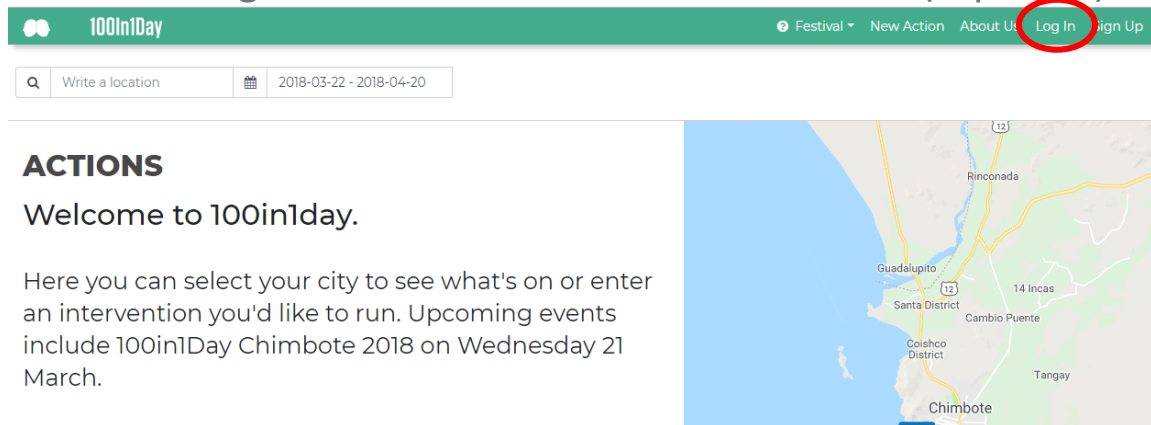 100In1Day
Festival New Action About Us Log In Sign Up
Write a location 2018-03-22 - 2018-04-20
ACTIONS
Welcome to 100in1day.
Here you can select your city to see what's on or enter
an intervention you'd like to run. Upcoming events
include 100in1Day Chimbote 2018 on Wednesday 21
March.
12
Rinconada
Guadalupito
12
14 Incas
Santa District
Cambio Puente
Coishco
District
Tangay
Chimbote